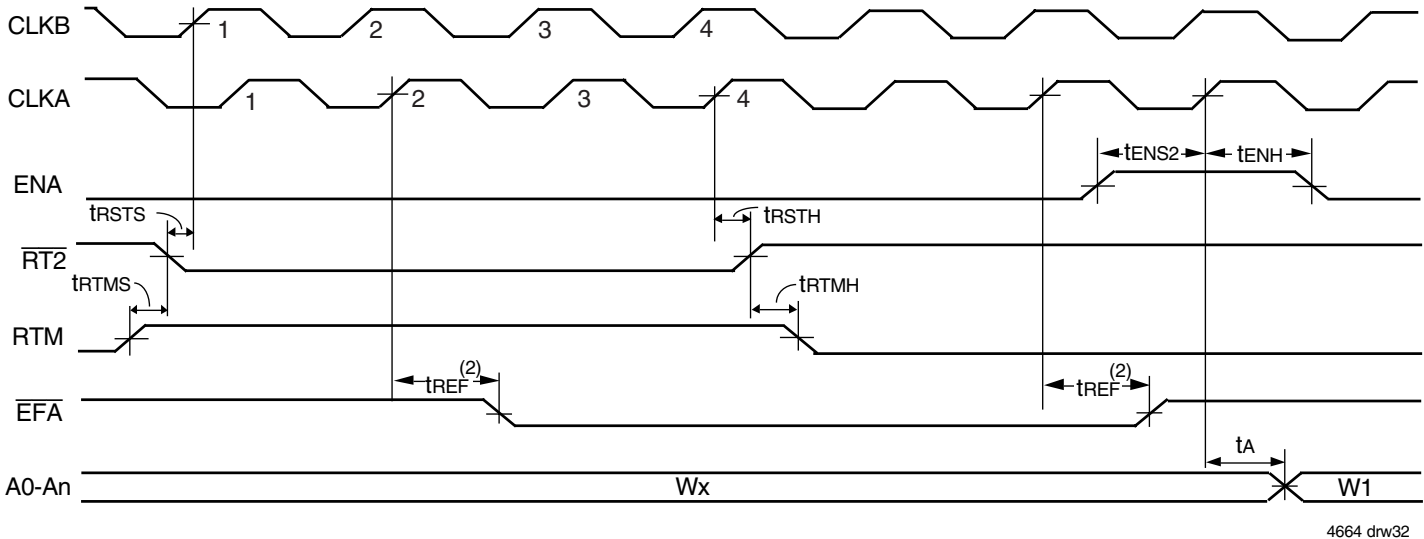 CLKB 1 2 3 4
CLKA 1 2 3 4
tENS2 tENH
ENA
tRSTS tRSTH
RT2
tRTMS tRTMH
RTM
tREF(2) tREF(2)
EFA
tA
A0-An Wx W1
4664 drw32